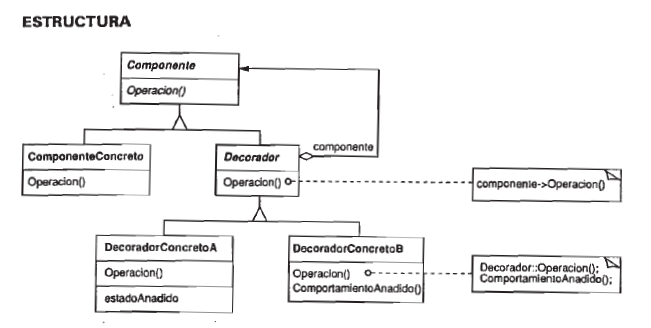 ESTRUCTURA
Componente
Operacion()
componente
ComponenteConcreto
Operacion()
Decorador
Operacion()
componente->Operacion()
DecoradorConcretoA
Operacion()
estadoAnadido
DecoradorConcretoB
Operacion()
ComportamientoAnadido()
Decorador::Operacion();
ComportamientoAnadido();